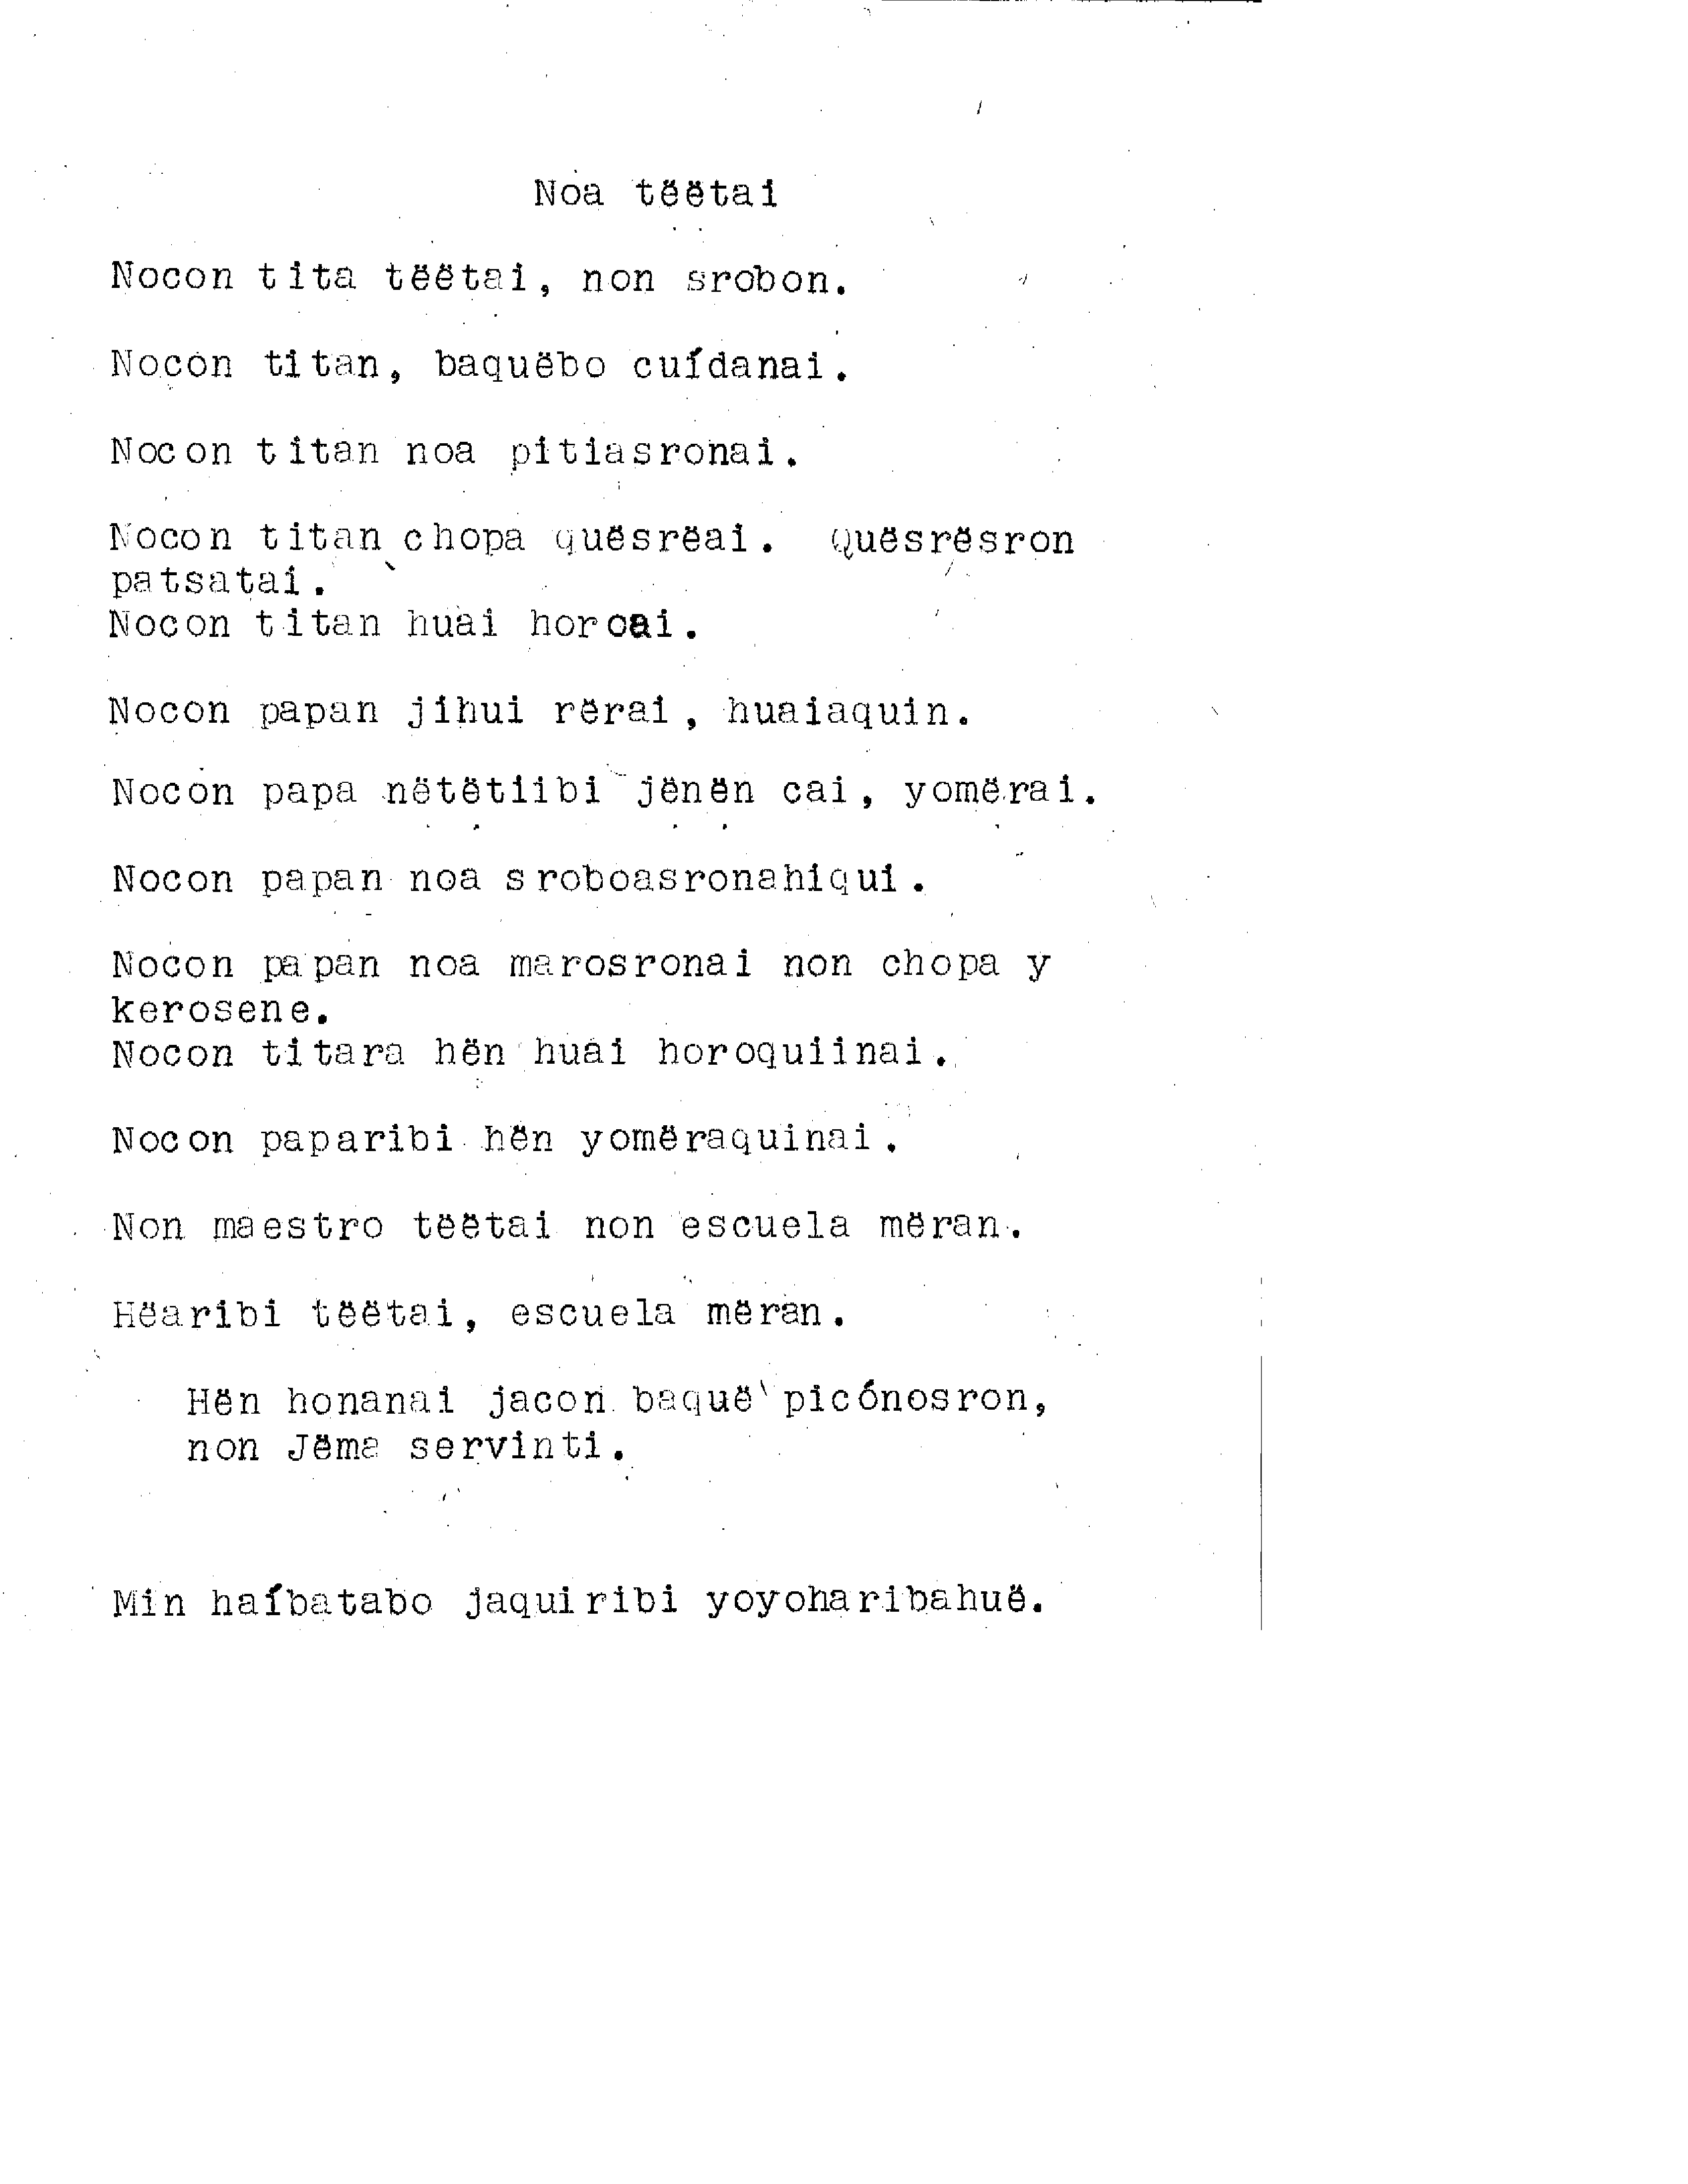 Noa tëëtai
Nocon tita tëëtai, non srobon.
Nocon titan, baquëbo cuídanai.
Nocon titan noa pitiasronai.
Nocon titan chopa quësrëai. Quësrësron
patsatai.
Nocon titan huai horoai.
Nocon papan jihui rërai, huaiaquin.
Nocon papa nëtëtiibi jënën cai, yomërai.
Nocon papan noa sroboasronahiqui.
Nocon papan noa marosronai non chopa y
kerosene.
Nocon titara hën huai horoquiinai.
Nocon paparibi hën yomëraquinai.
Non maestro tëëtai non escuela mëran.
Hëaribi tëëtai, escuela mëran.
Hën honanai jacon baquë picónosron,
non Jëma servinti.
Min haíbatabo jaquiribi yoyoharibahuë.